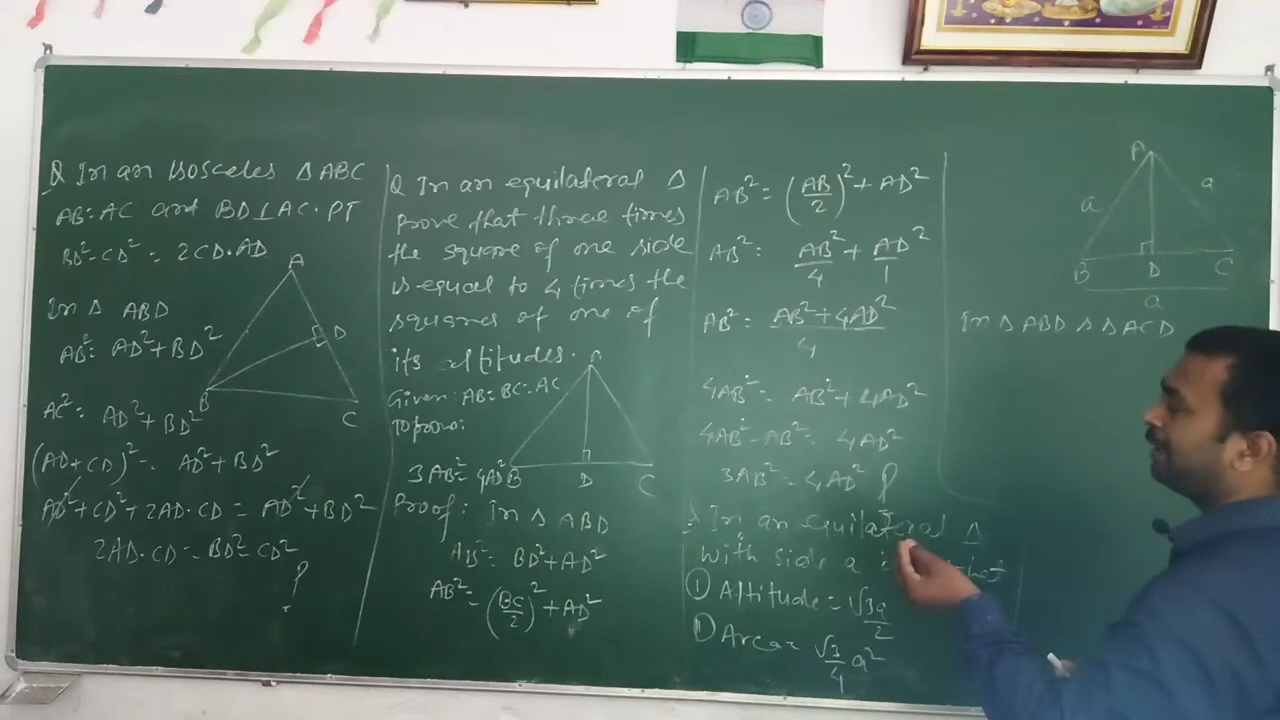 Q In an isosceles Δ ABC
AB=AC and BD⊥AC. PT
BD²-CD² = 2CD.AD
In Δ ABD
AB² = AD²+BD²
AC² = AD²+BD²
(AD+CD)² = AD²+BD²
AD²+CD²+2AD.CD = AD²+BD²
2AD.CD = BD²-CD²
A
D
B
C
Q In an equilateral Δ
prove that three times
the square of one side
is equal to 4 times the
squares of one of
its altitudes.
Given: AB=BC=AC
To prove:
3AB²=4AD²
A
B
D
C
Proof: in Δ ABD
AB² = BD²+AD²
AB² = (BC/2)²+AD²
AB² = (AB/2)²+AD²
AB² = AB²/4 + AD²/1
AB² = AB²+4AD²/4
4AB² = AB²+4AD²
4AB²-AB² = 4AD²
3AB² = 4AD²
Q In an equilateral Δ
with side a
① Altitude = √3a/2
① Area = √3/4 a²
A
a
a
B
D
C
a
In Δ ABD & Δ ACD